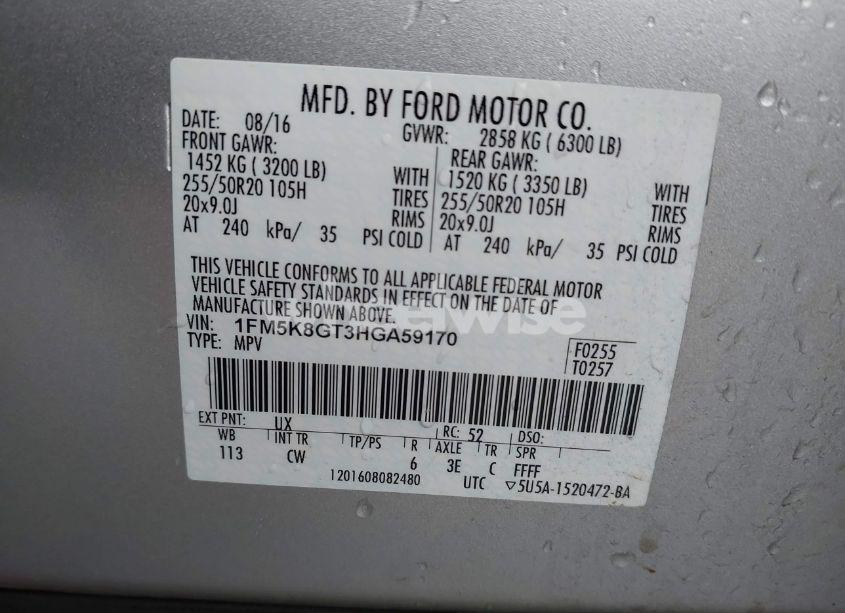 MFD. BY FORD MOTOR CO.
DATE: 08/16 GVWR: 2858 KG ( 6300 LB)
FRONT GAWR: REAR GAWR:
1452 KG ( 3200 LB) WITH 1520 KG ( 3350 LB) WITH
255/50R20 105H TIRES 255/50R20 105H TIRES
20x9.0J RIMS 20x9.0J RIMS
AT 240 kPa/ 35 PSI COLD AT 240 kPa/ 35 PSI COLD
THIS VEHICLE CONFORMS TO ALL APPLICABLE FEDERAL MOTOR
VEHICLE SAFETY STANDARDS IN EFFECT ON THE DATE OF
MANUFACTURE SHOWN ABOVE.
VIN: 1FM5K8GT3HGA59170
TYPE: MPV
F0255
T0257
EXT PNT: UX RC: 52 DSO:
WB INT TR TP/PS R AXLE TR SPR
113 CW 6 3E C FFFF
1201608082480 UTC ▽5U5A-1520472-BA